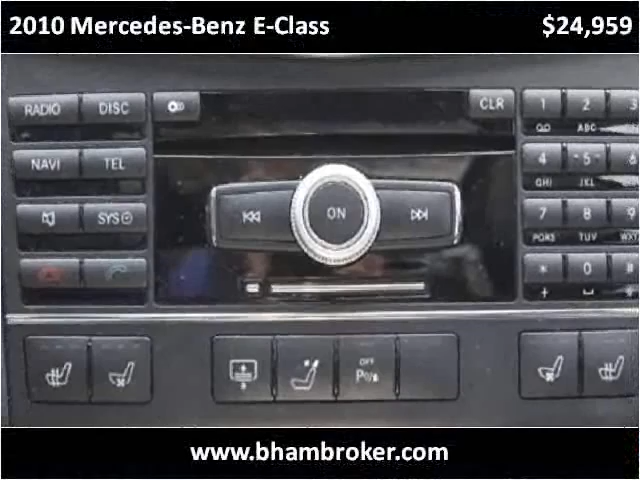 2010 Mercedes-Benz E-Class $24,959
RADIO DISC CLR 1 2 3
ABC
NAVI TEL 4 5 6
GHI JKL
ON
SYS 7 8 9
PQRS TUV WXY
* 0 #
+
OFF
www.bhambroker.com